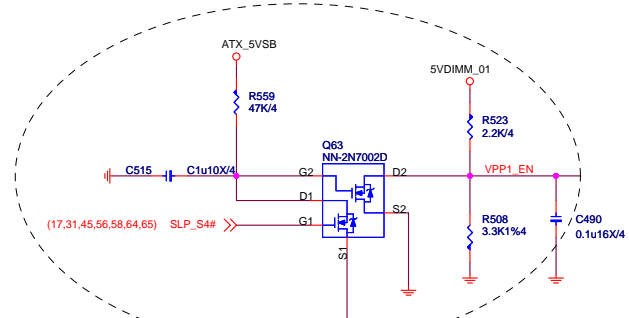 ATX_5VSB
5VDIMM_01
R559
47K/4
R523
2.2K/4
Q63
NN-2N7002D
C515
C1u10X/4
G2
D2
VPP1_EN
D1
S2
(17,31,45,56,58,64,65)
SLP_S4#
G1
R508
3.3K1%4
C490
0.1u16X/4
S1